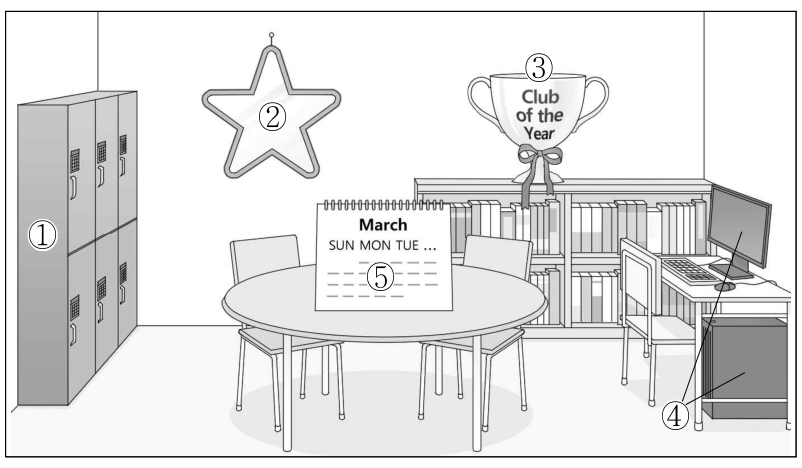 ①
②
③
Club
of the
Year
March
SUN MON TUE ...
⑤
④